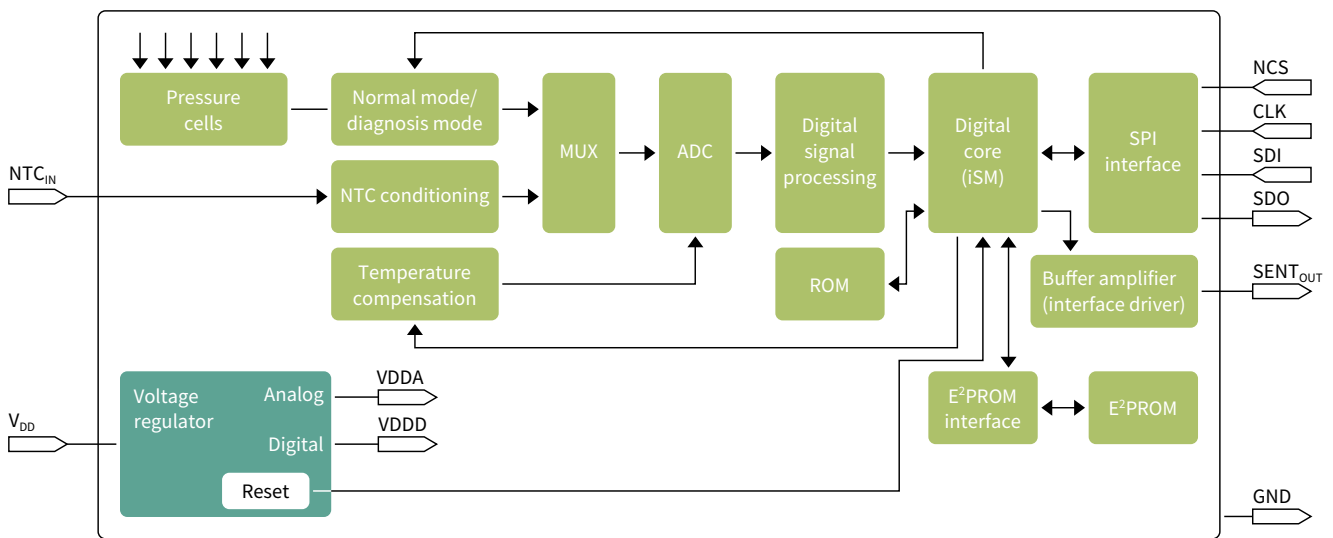 Pressure
cells
Normal mode/
diagnosis mode
MUX
ADC
Digital
signal
processing
Digital
core
(iSM)
SPI
interface
NCS
CLK
SDI
SDO
NTC_IN
NTC conditioning
Temperature
compensation
ROM
Buffer amplifier
(interface driver)
SENT_OUT
V_DD
Voltage
regulator
Analog
Digital
Reset
VDDA
VDDD
E²PROM
interface
E²PROM
GND